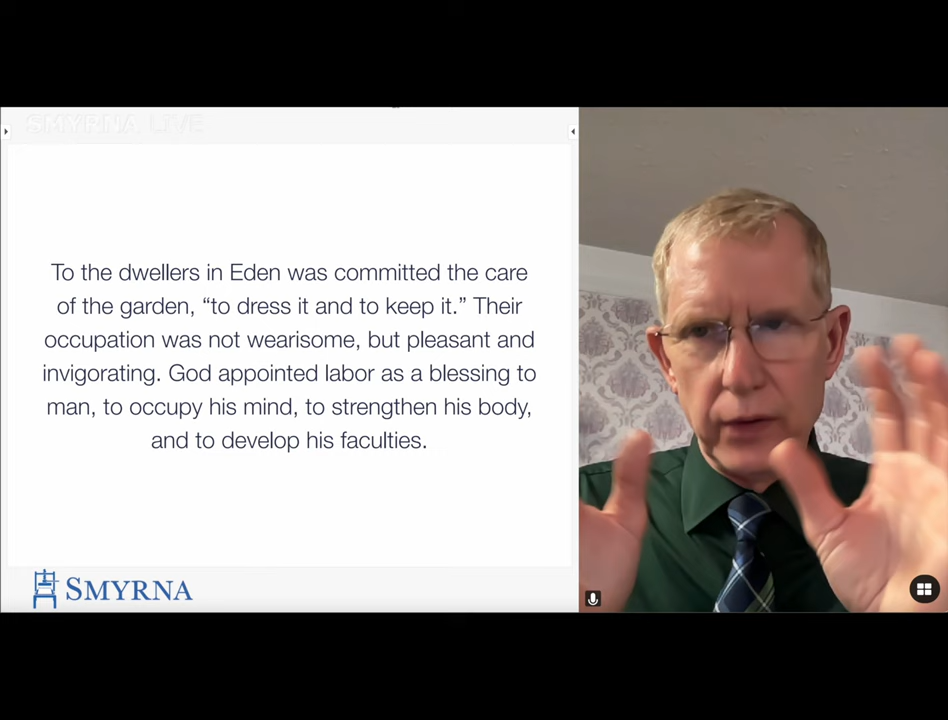 SMYRNA LIVE
To the dwellers in Eden was committed the care
of the garden, “to dress it and to keep it.” Their
occupation was not wearisome, but pleasant and
invigorating. God appointed labor as a blessing to
man, to occupy his mind, to strengthen his body,
and to develop his faculties.
SMYRNA